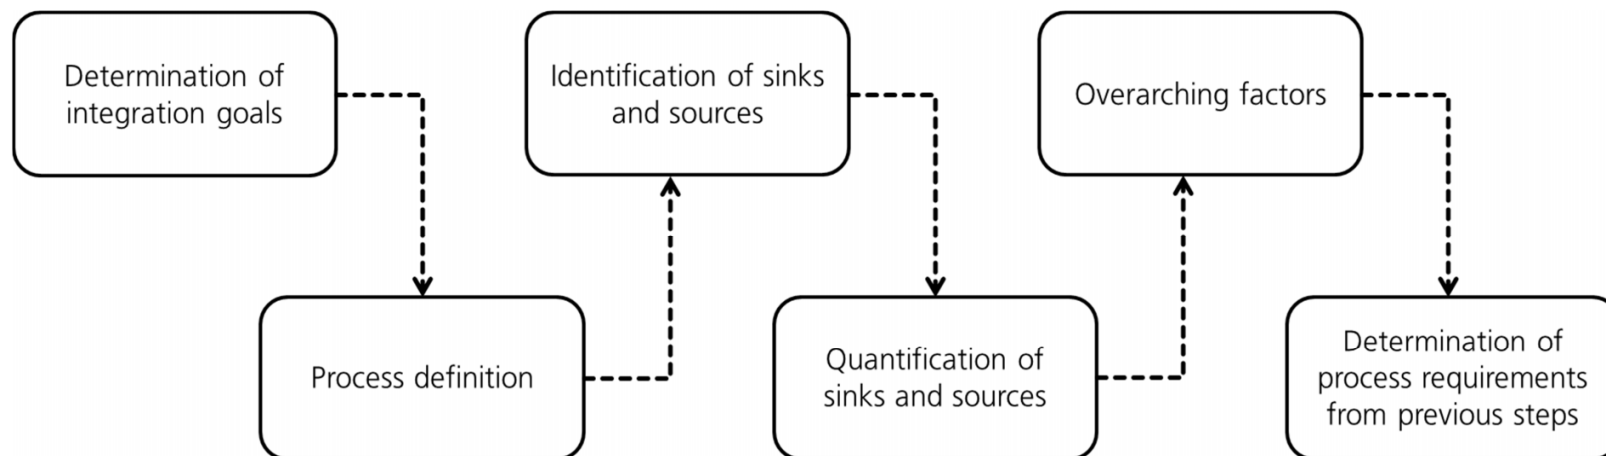 Determination of
integration goals
Process definition
Identification of sinks
and sources
Quantification of
sinks and sources
Overarching factors
Determination of
process requirements
from previous steps